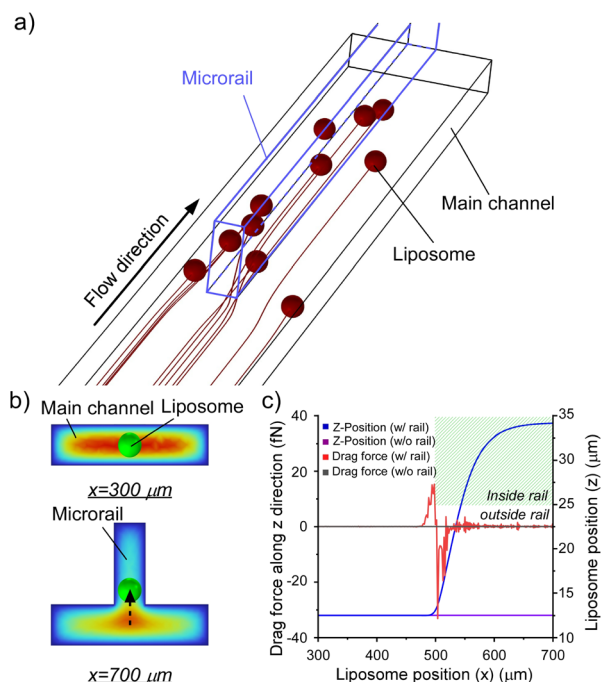 a)
Microrail
Main channel
Liposome
Flow direction
b)
Main channel
Liposome
x=300 µm
Microrail
x=700 µm
c)
Z-Position (w/ rail)
Z-Position (w/o rail)
Drag force (w/ rail)
Drag force (w/o rail)
Inside rail
outside rail
Drag force along z direction (fN)
40
20
0
-20
-40
Liposome position (z) (µm)
35
30
25
20
15
10
300
400
500
600
700
Liposome position (x) (µm)